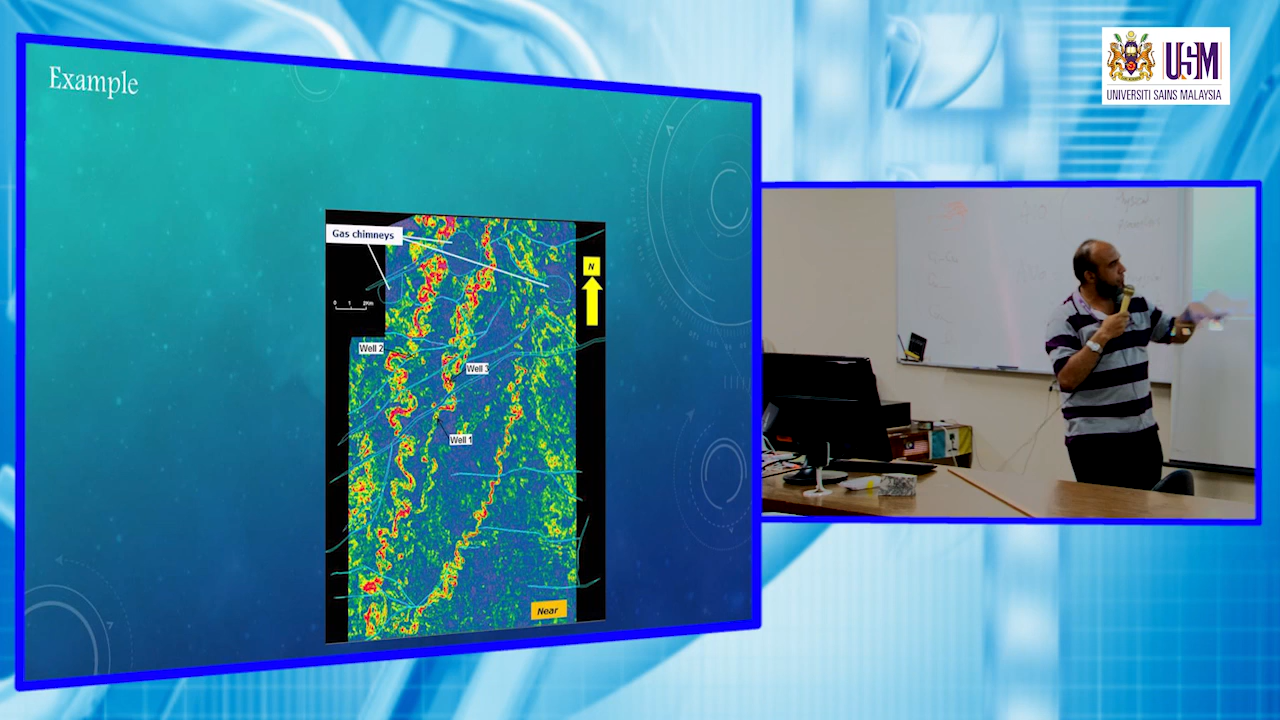 Example
Gas chimneys
N
0 1 2Km
Well 2
Well 3
Well 1
Near
USM
UNIVERSITI SAINS MALAYSIA